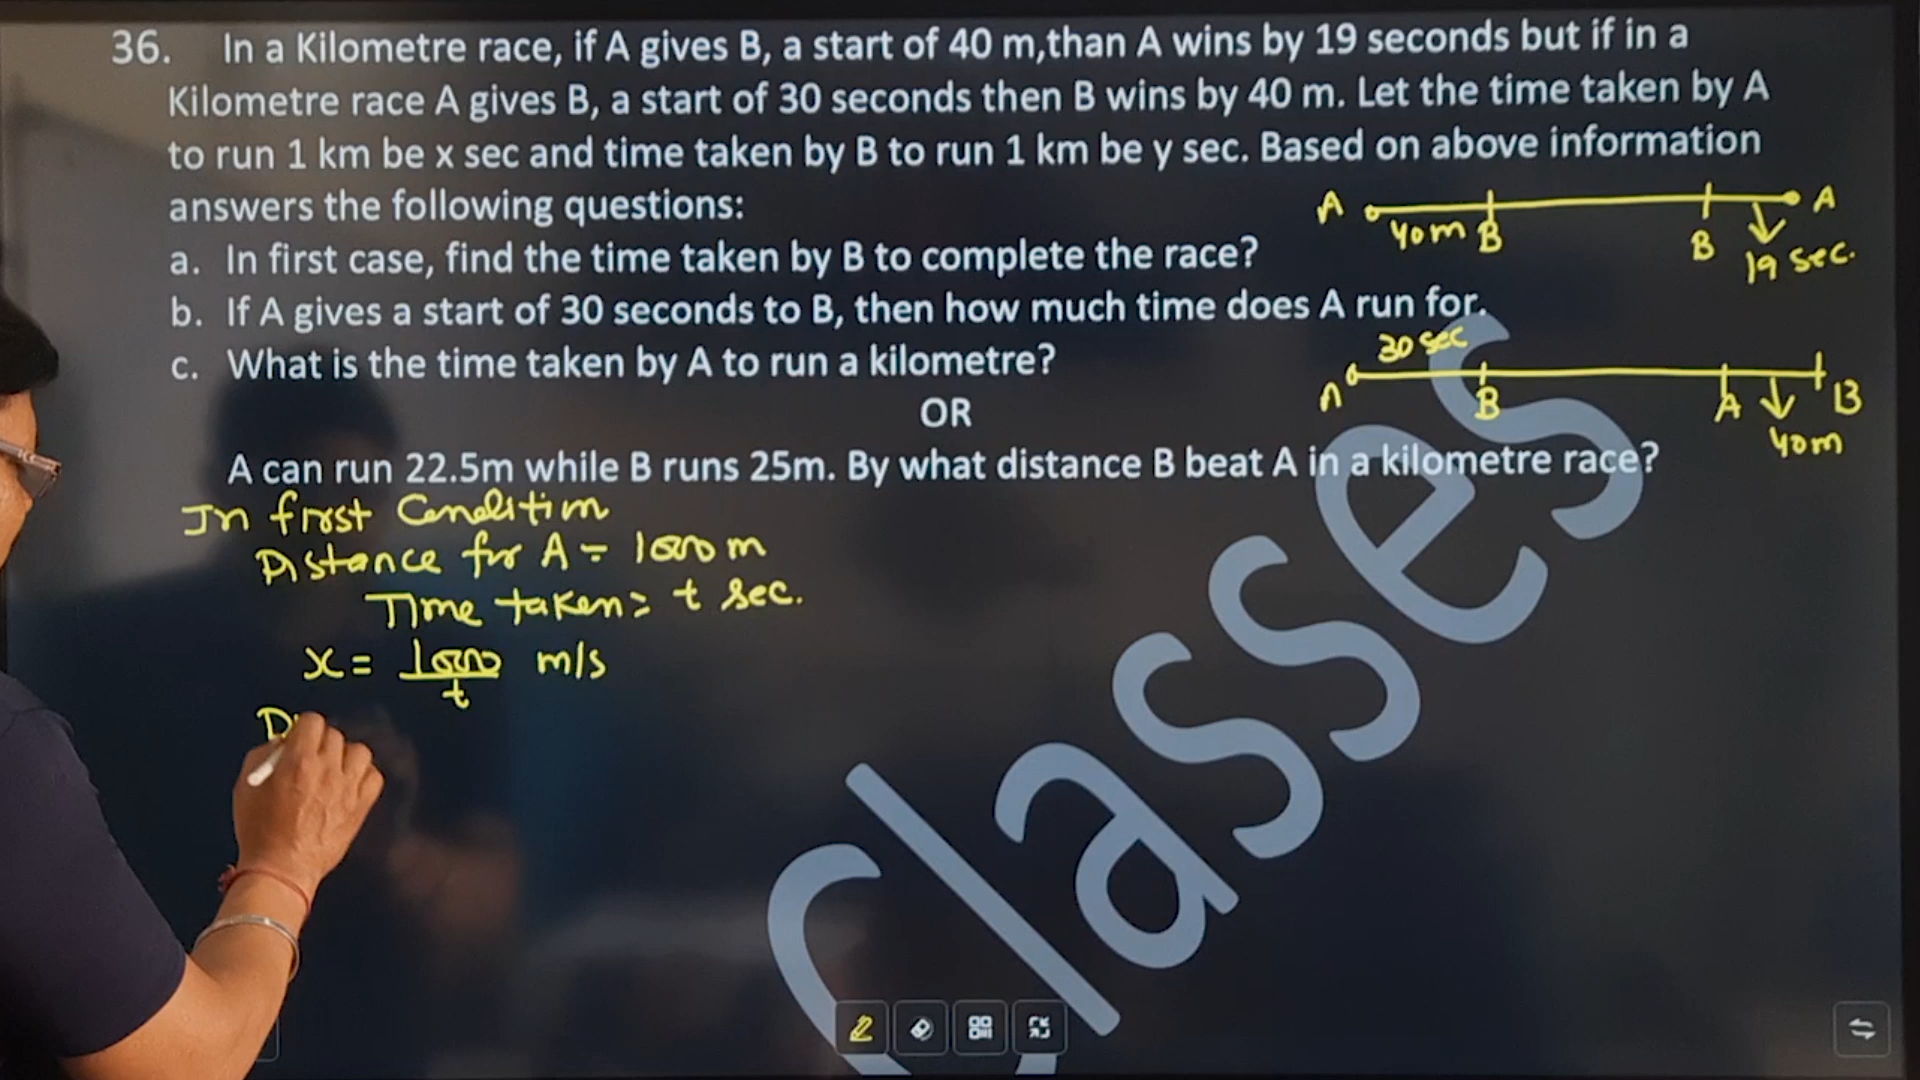 36. In a Kilometre race, if A gives B, a start of 40 m,than A wins by 19 seconds but if in a
Kilometre race A gives B, a start of 30 seconds then B wins by 40 m. Let the time taken by A
to run 1 km be x sec and time taken by B to run 1 km be y sec. Based on above information
answers the following questions:
A 40m B B 19 sec. A
a. In first case, find the time taken by B to complete the race?
b. If A gives a start of 30 seconds to B, then how much time does A run for.
c. What is the time taken by A to run a kilometre?
30 sec
A B A 40m B
OR
A can run 22.5m while B runs 25m. By what distance B beat A in a kilometre race?
In first Condition
Distance for A = 1000 m
Time taken = t sec.
x = 1000/t m/s
Classes